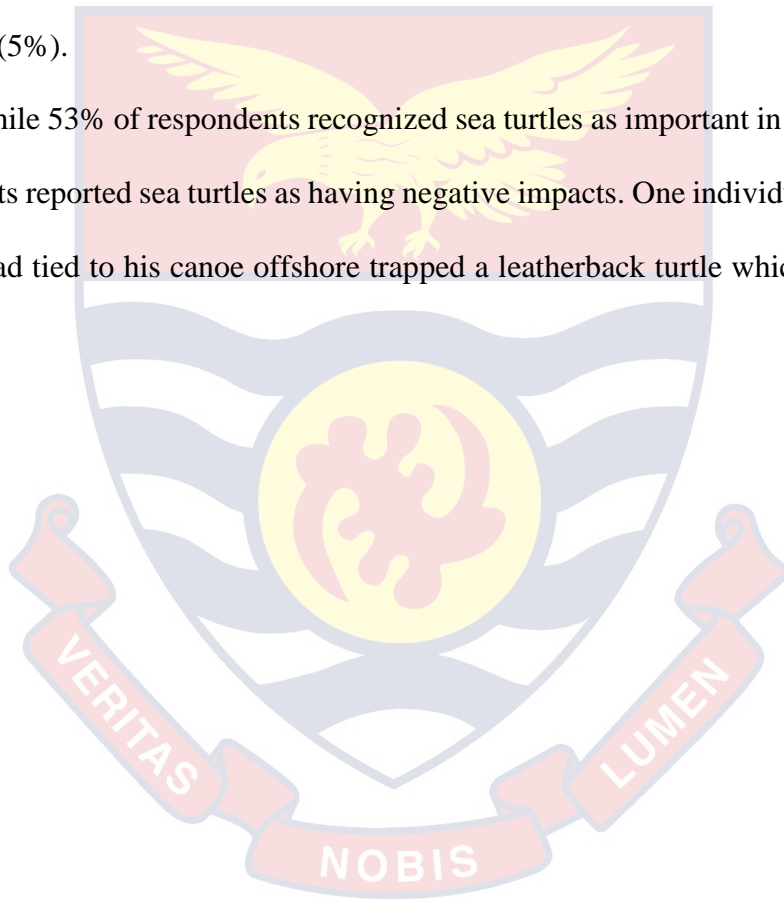 (5%).
hile 53% of respondents recognized sea turtles as important in
ts reported sea turtles as having negative impacts. One individ
ad tied to his canoe offshore trapped a leatherback turtle whic
VERITAS
NOBIS
LUMEN